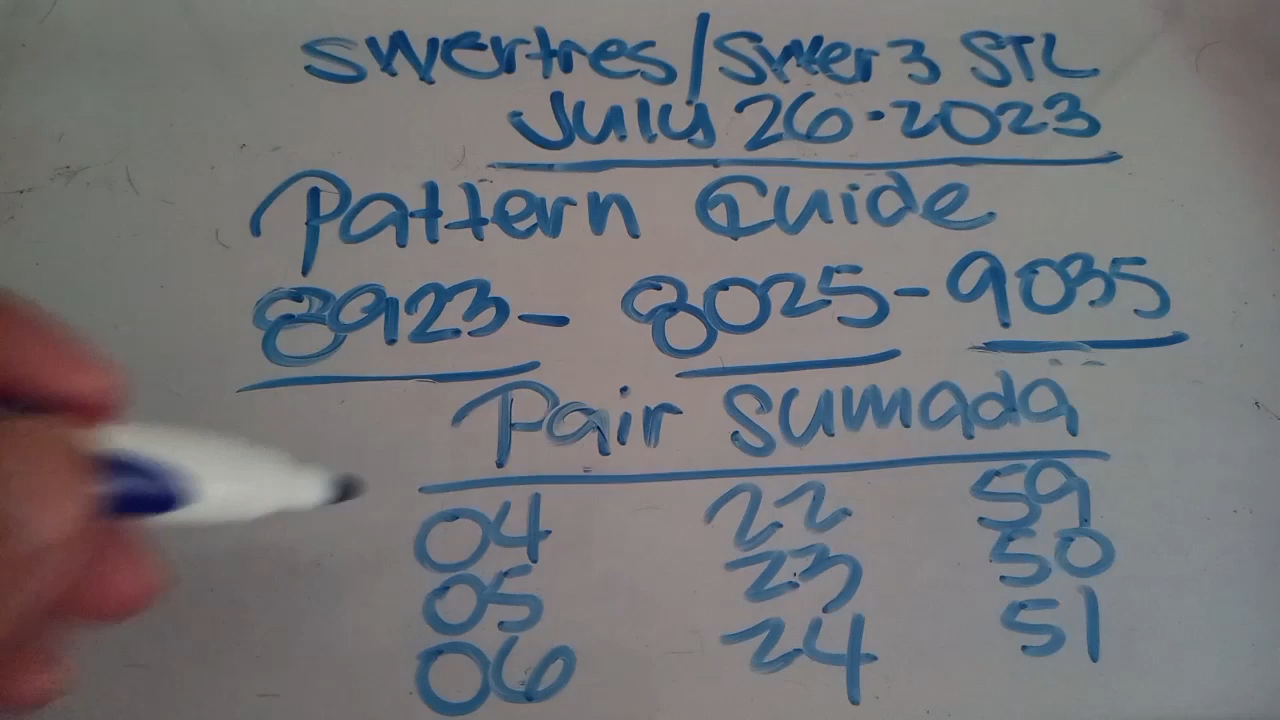 swertres/Swer3 STL
July 26-2023
Pattern Guide
8923- 8025-9035
Pair sumada
04 22 59
05 23 50
06 24 51